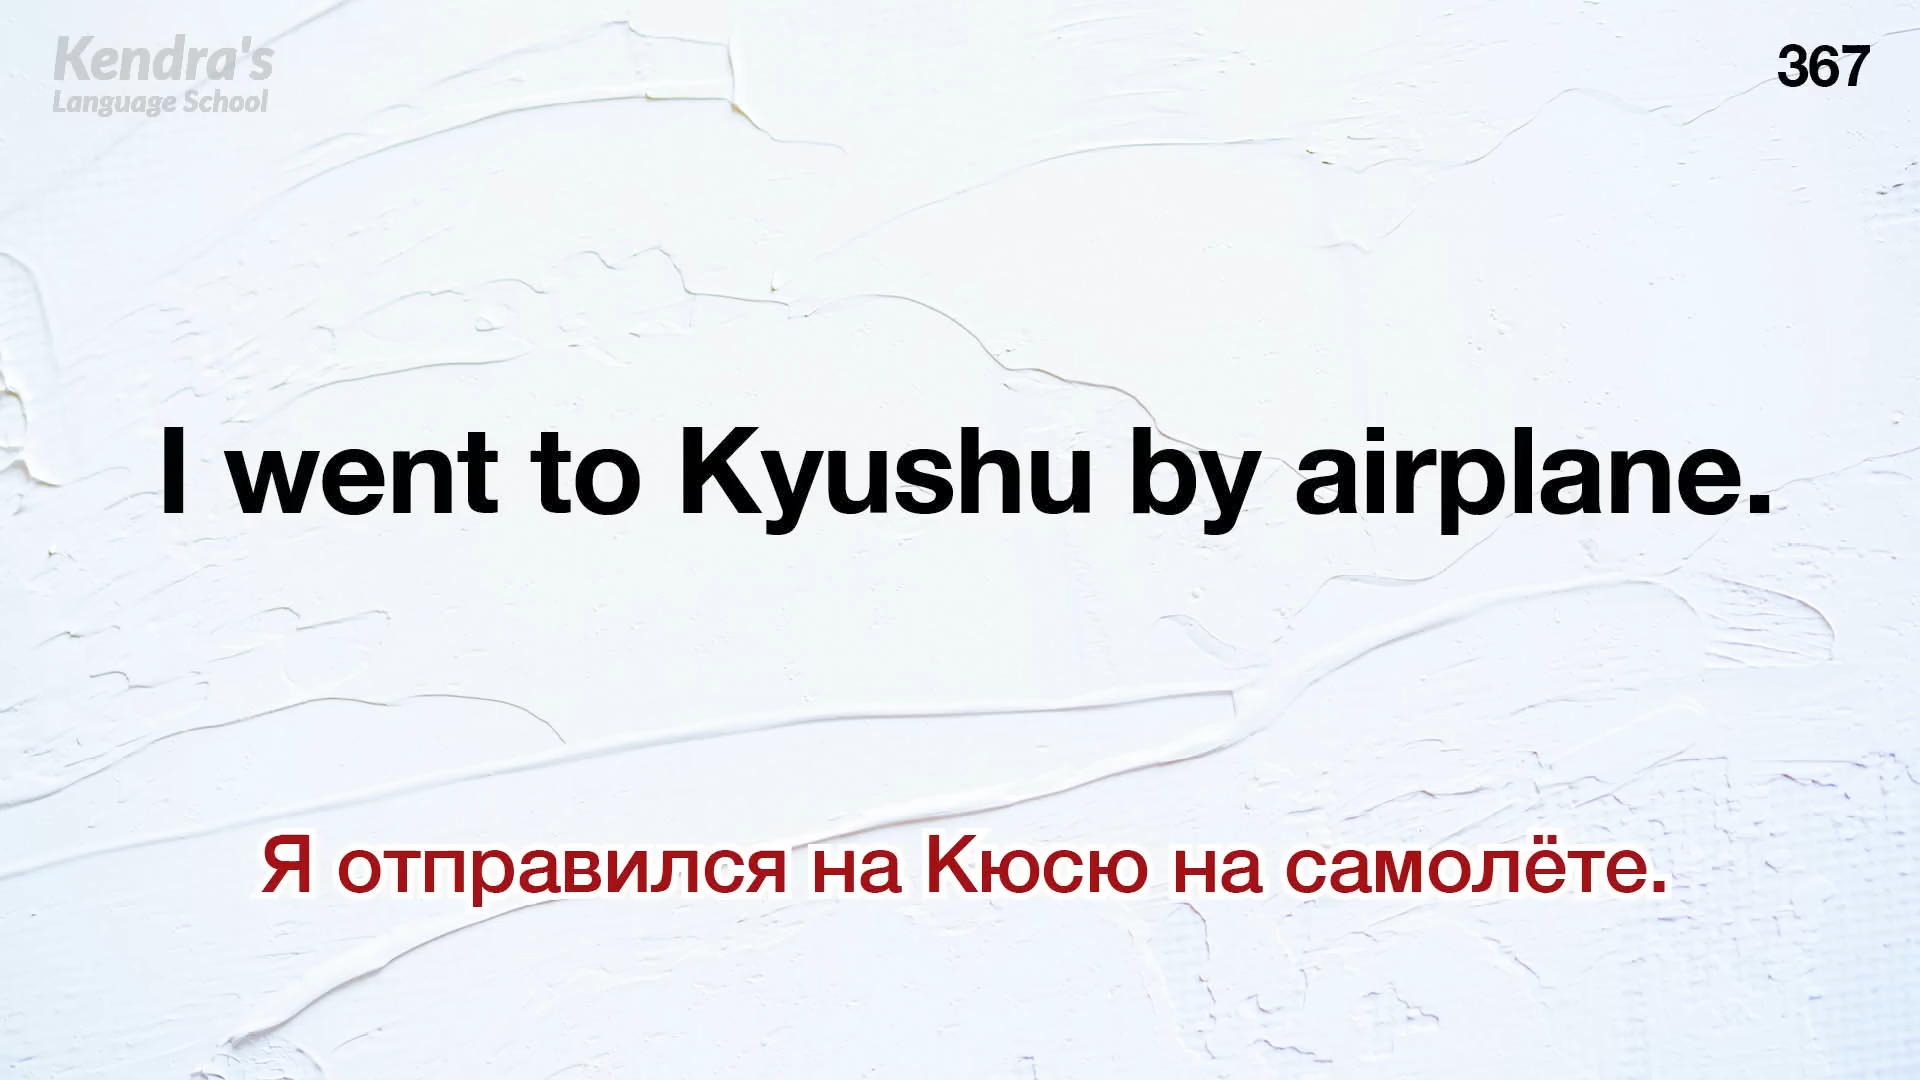 Kendra's
Language School
367
I went to Kyushu by airplane.
Я отправился на Кюсю на самолёте.